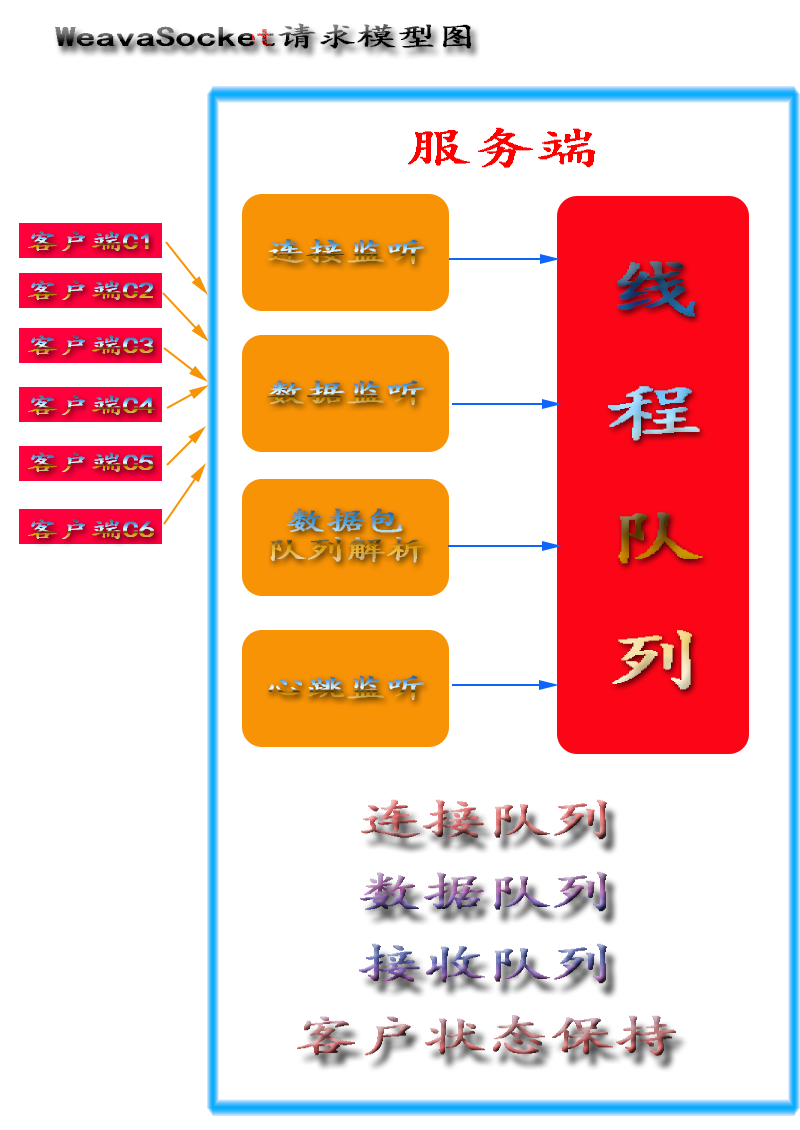 WeavaSocket请求模型图
服务端
客户端C1
客户端C2
客户端C3
客户端C4
客户端C5
客户端C6
连接监听
数据监听
数据包
队列解析
心跳监听
线
程
队
列
连接队列
数据队列
接收队列
客户状态保持